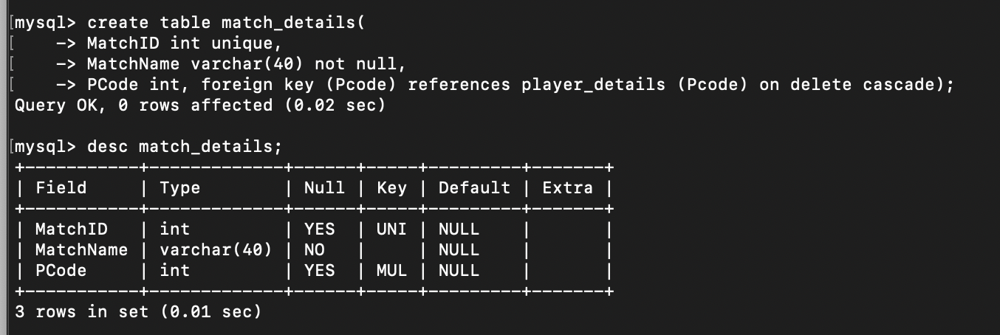 [mysql> create table match_details(
[    -> MatchID int unique,
[    -> MatchName varchar(40) not null,
[    -> PCode int, foreign key (Pcode) references player_details (Pcode) on delete cascade);
Query OK, 0 rows affected (0.02 sec)

[mysql> desc match_details;
+-----------+-------------+------+-----+---------+-------+
| Field     | Type        | Null | Key | Default | Extra |
+-----------+-------------+------+-----+---------+-------+
| MatchID   | int         | YES  | UNI | NULL    |       |
| MatchName | varchar(40) | NO   |     | NULL    |       |
| PCode     | int         | YES  | MUL | NULL    |       |
+-----------+-------------+------+-----+---------+-------+
3 rows in set (0.01 sec)